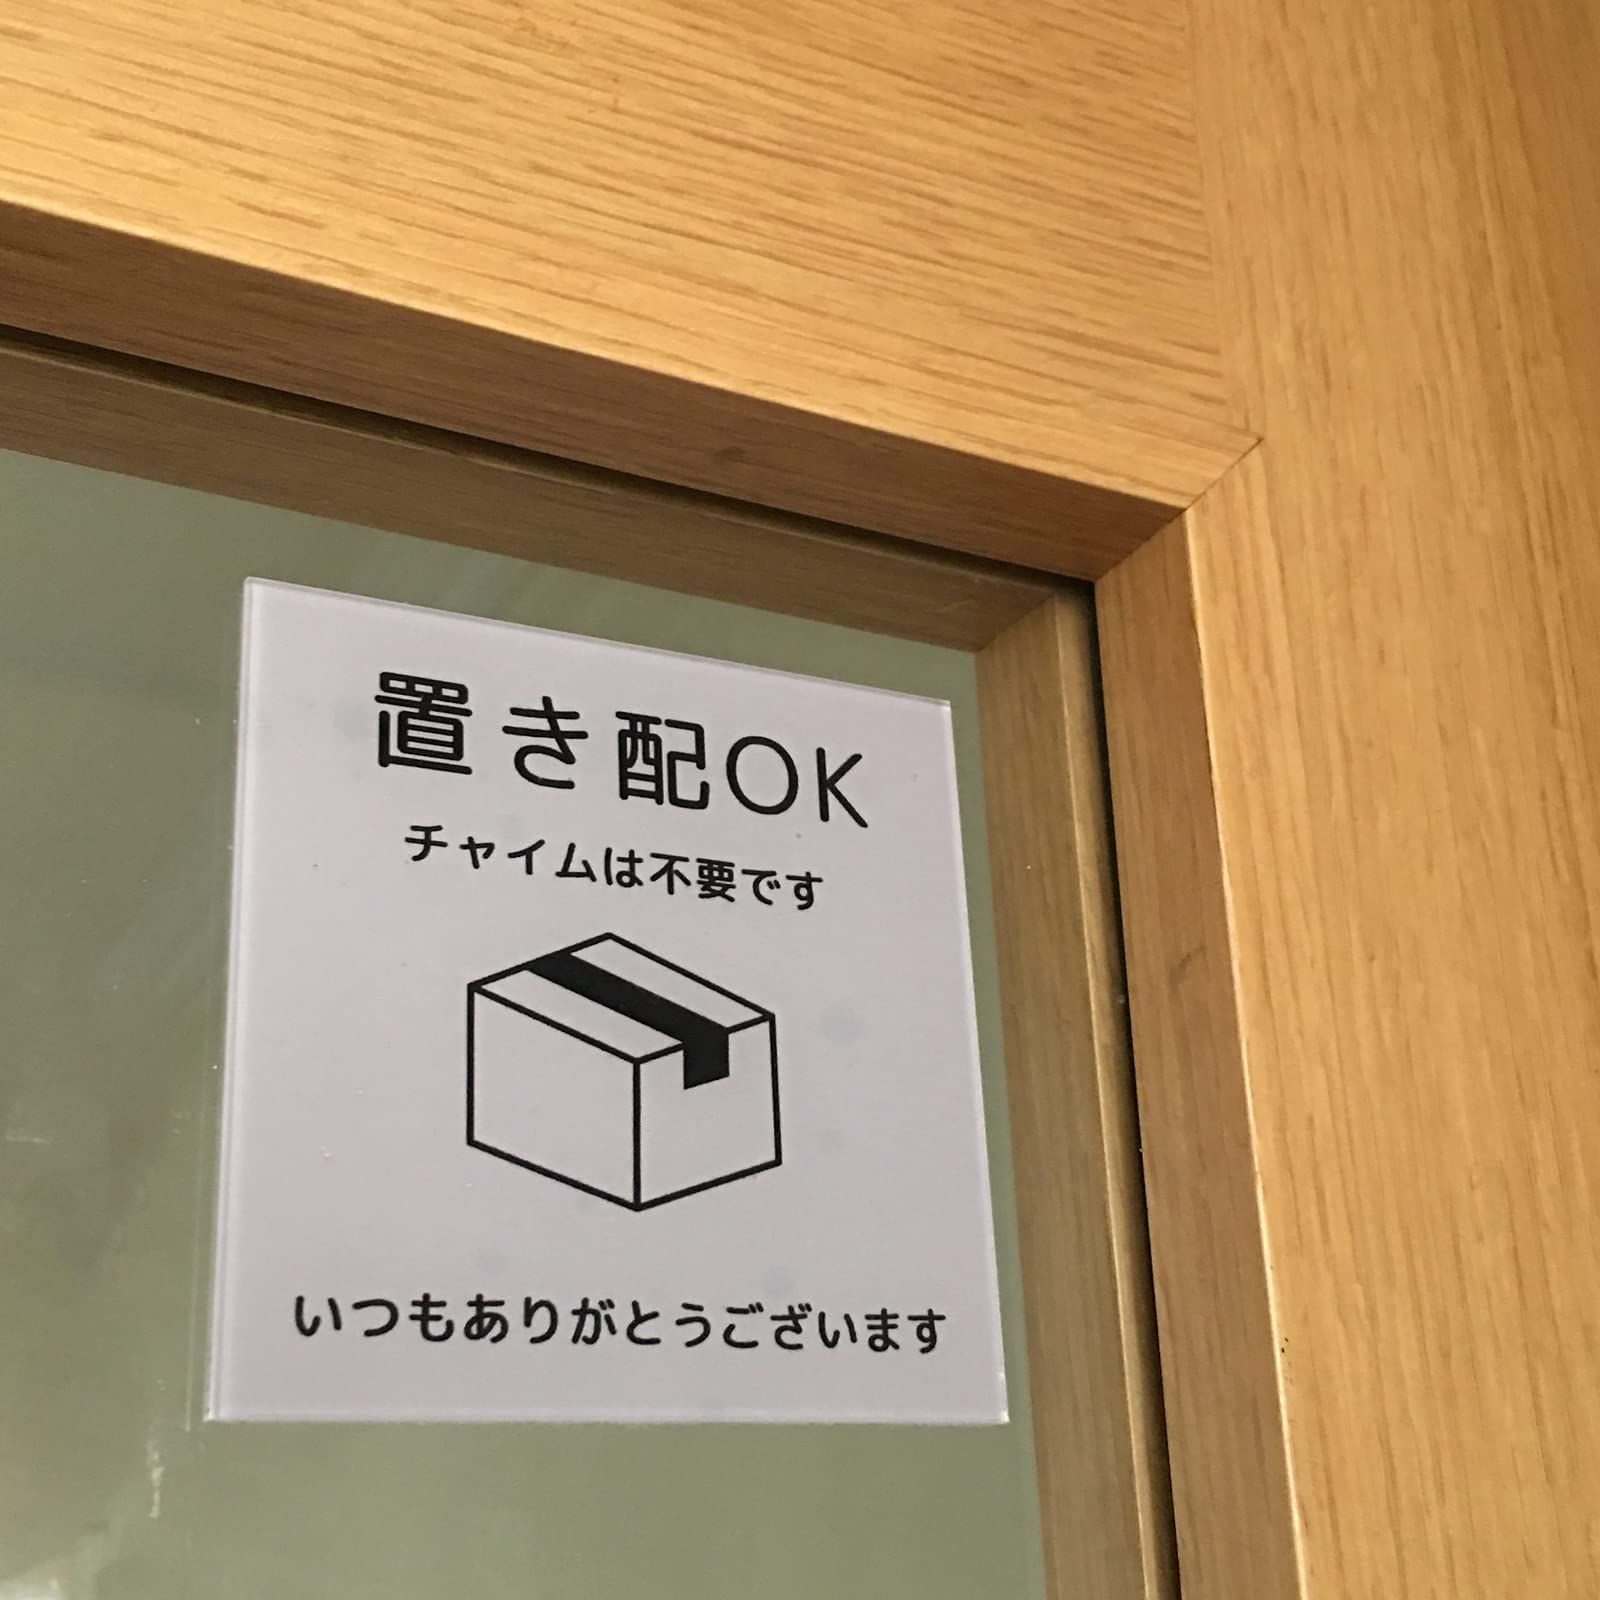 置き配OK
チャイムは不要です
いつもありがとうございます